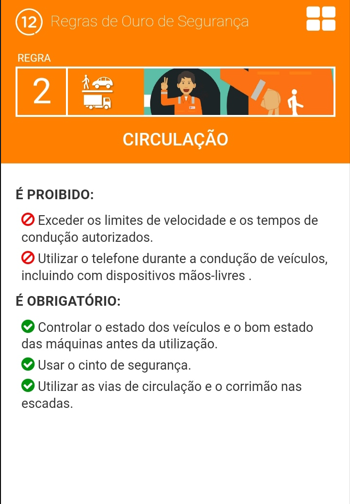 12 Regras de Ouro de Segurança
REGRA
2
CIRCULAÇÃO
É PROIBIDO:
Exceder os limites de velocidade e os tempos de
condução autorizados.
Utilizar o telefone durante a condução de veículos,
incluindo com dispositivos mãos-livres .
É OBRIGATÓRIO:
Controlar o estado dos veículos e o bom estado
das máquinas antes da utilização.
Usar o cinto de segurança.
Utilizar as vias de circulação e o corrimão nas
escadas.